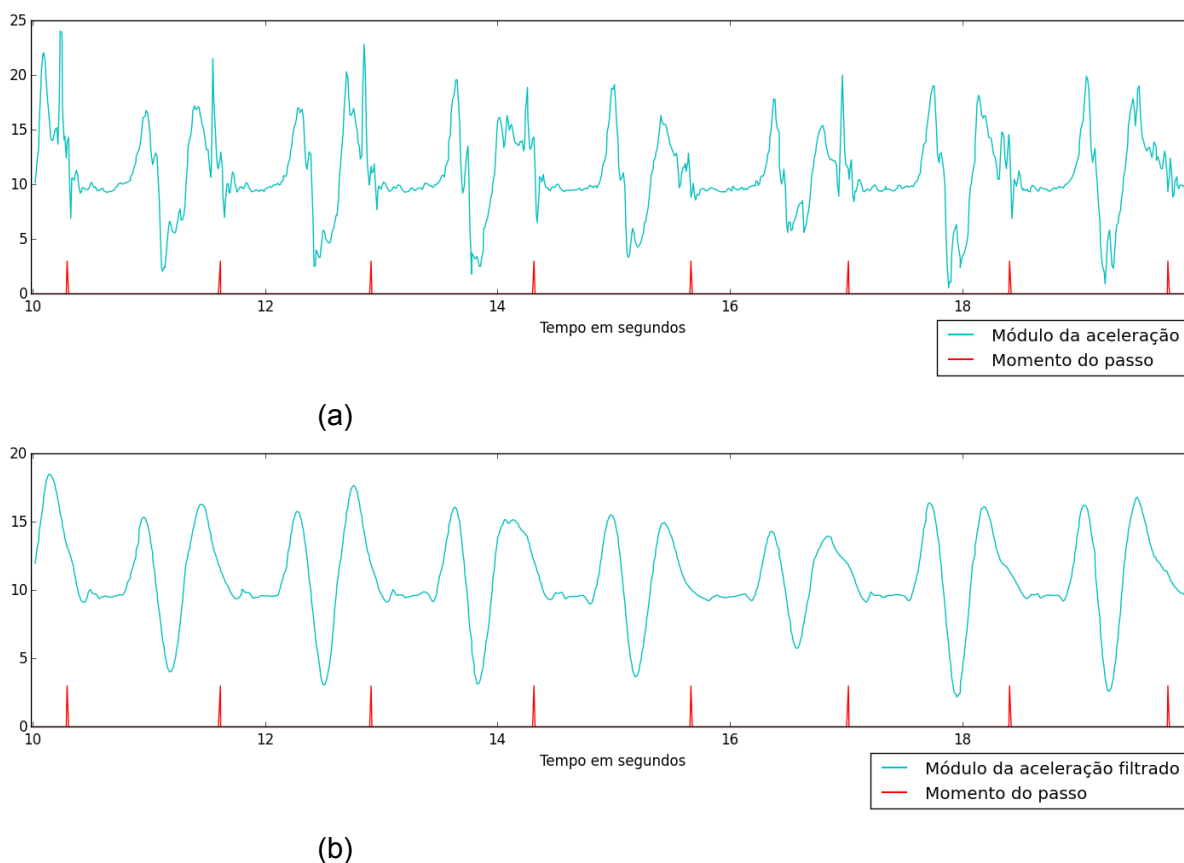 25
20
15
10
5
0
10 12 14 16 18
Tempo em segundos
Módulo da aceleração
Momento do passo
(a)
20
15
10
5
0
10 12 14 16 18
Tempo em segundos
Módulo da aceleração filtrado
Momento do passo
(b)